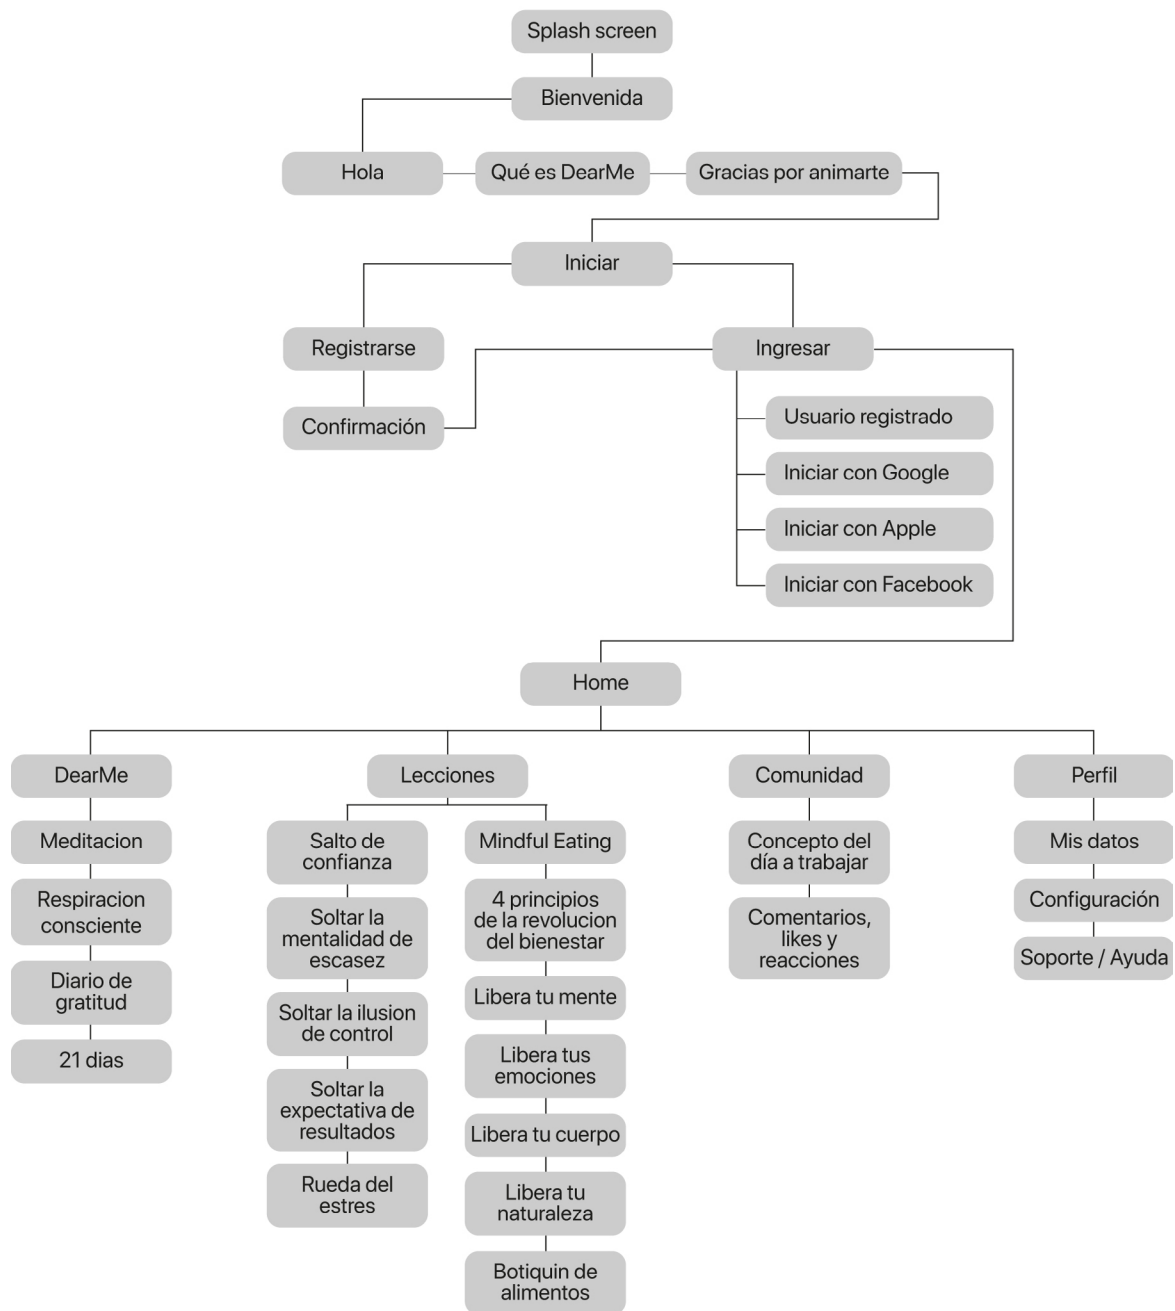 Splash screen
Bienvenida
Hola
Qué es DearMe
Gracias por animarte
Iniciar
Registrarse
Ingresar
Confirmación
Usuario registrado
Iniciar con Google
Iniciar con Apple
Iniciar con Facebook
Home
DearMe
Meditacion
Respiracion
consciente
Diario de
gratitud
21 dias
Lecciones
Salto de
confianza
Soltar la
mentalidad de
escasez
Soltar la ilusion
de control
Soltar la
expectativa de
resultados
Rueda del
estres
Mindful Eating
4 principios
de la revolucion
del bienestar
Libera tu mente
Libera tus
emociones
Libera tu cuerpo
Libera tu
naturaleza
Botiquin de
alimentos
Comunidad
Concepto del
día a trabajar
Comentarios,
likes y
reacciones
Perfil
Mis datos
Configuración
Soporte / Ayuda